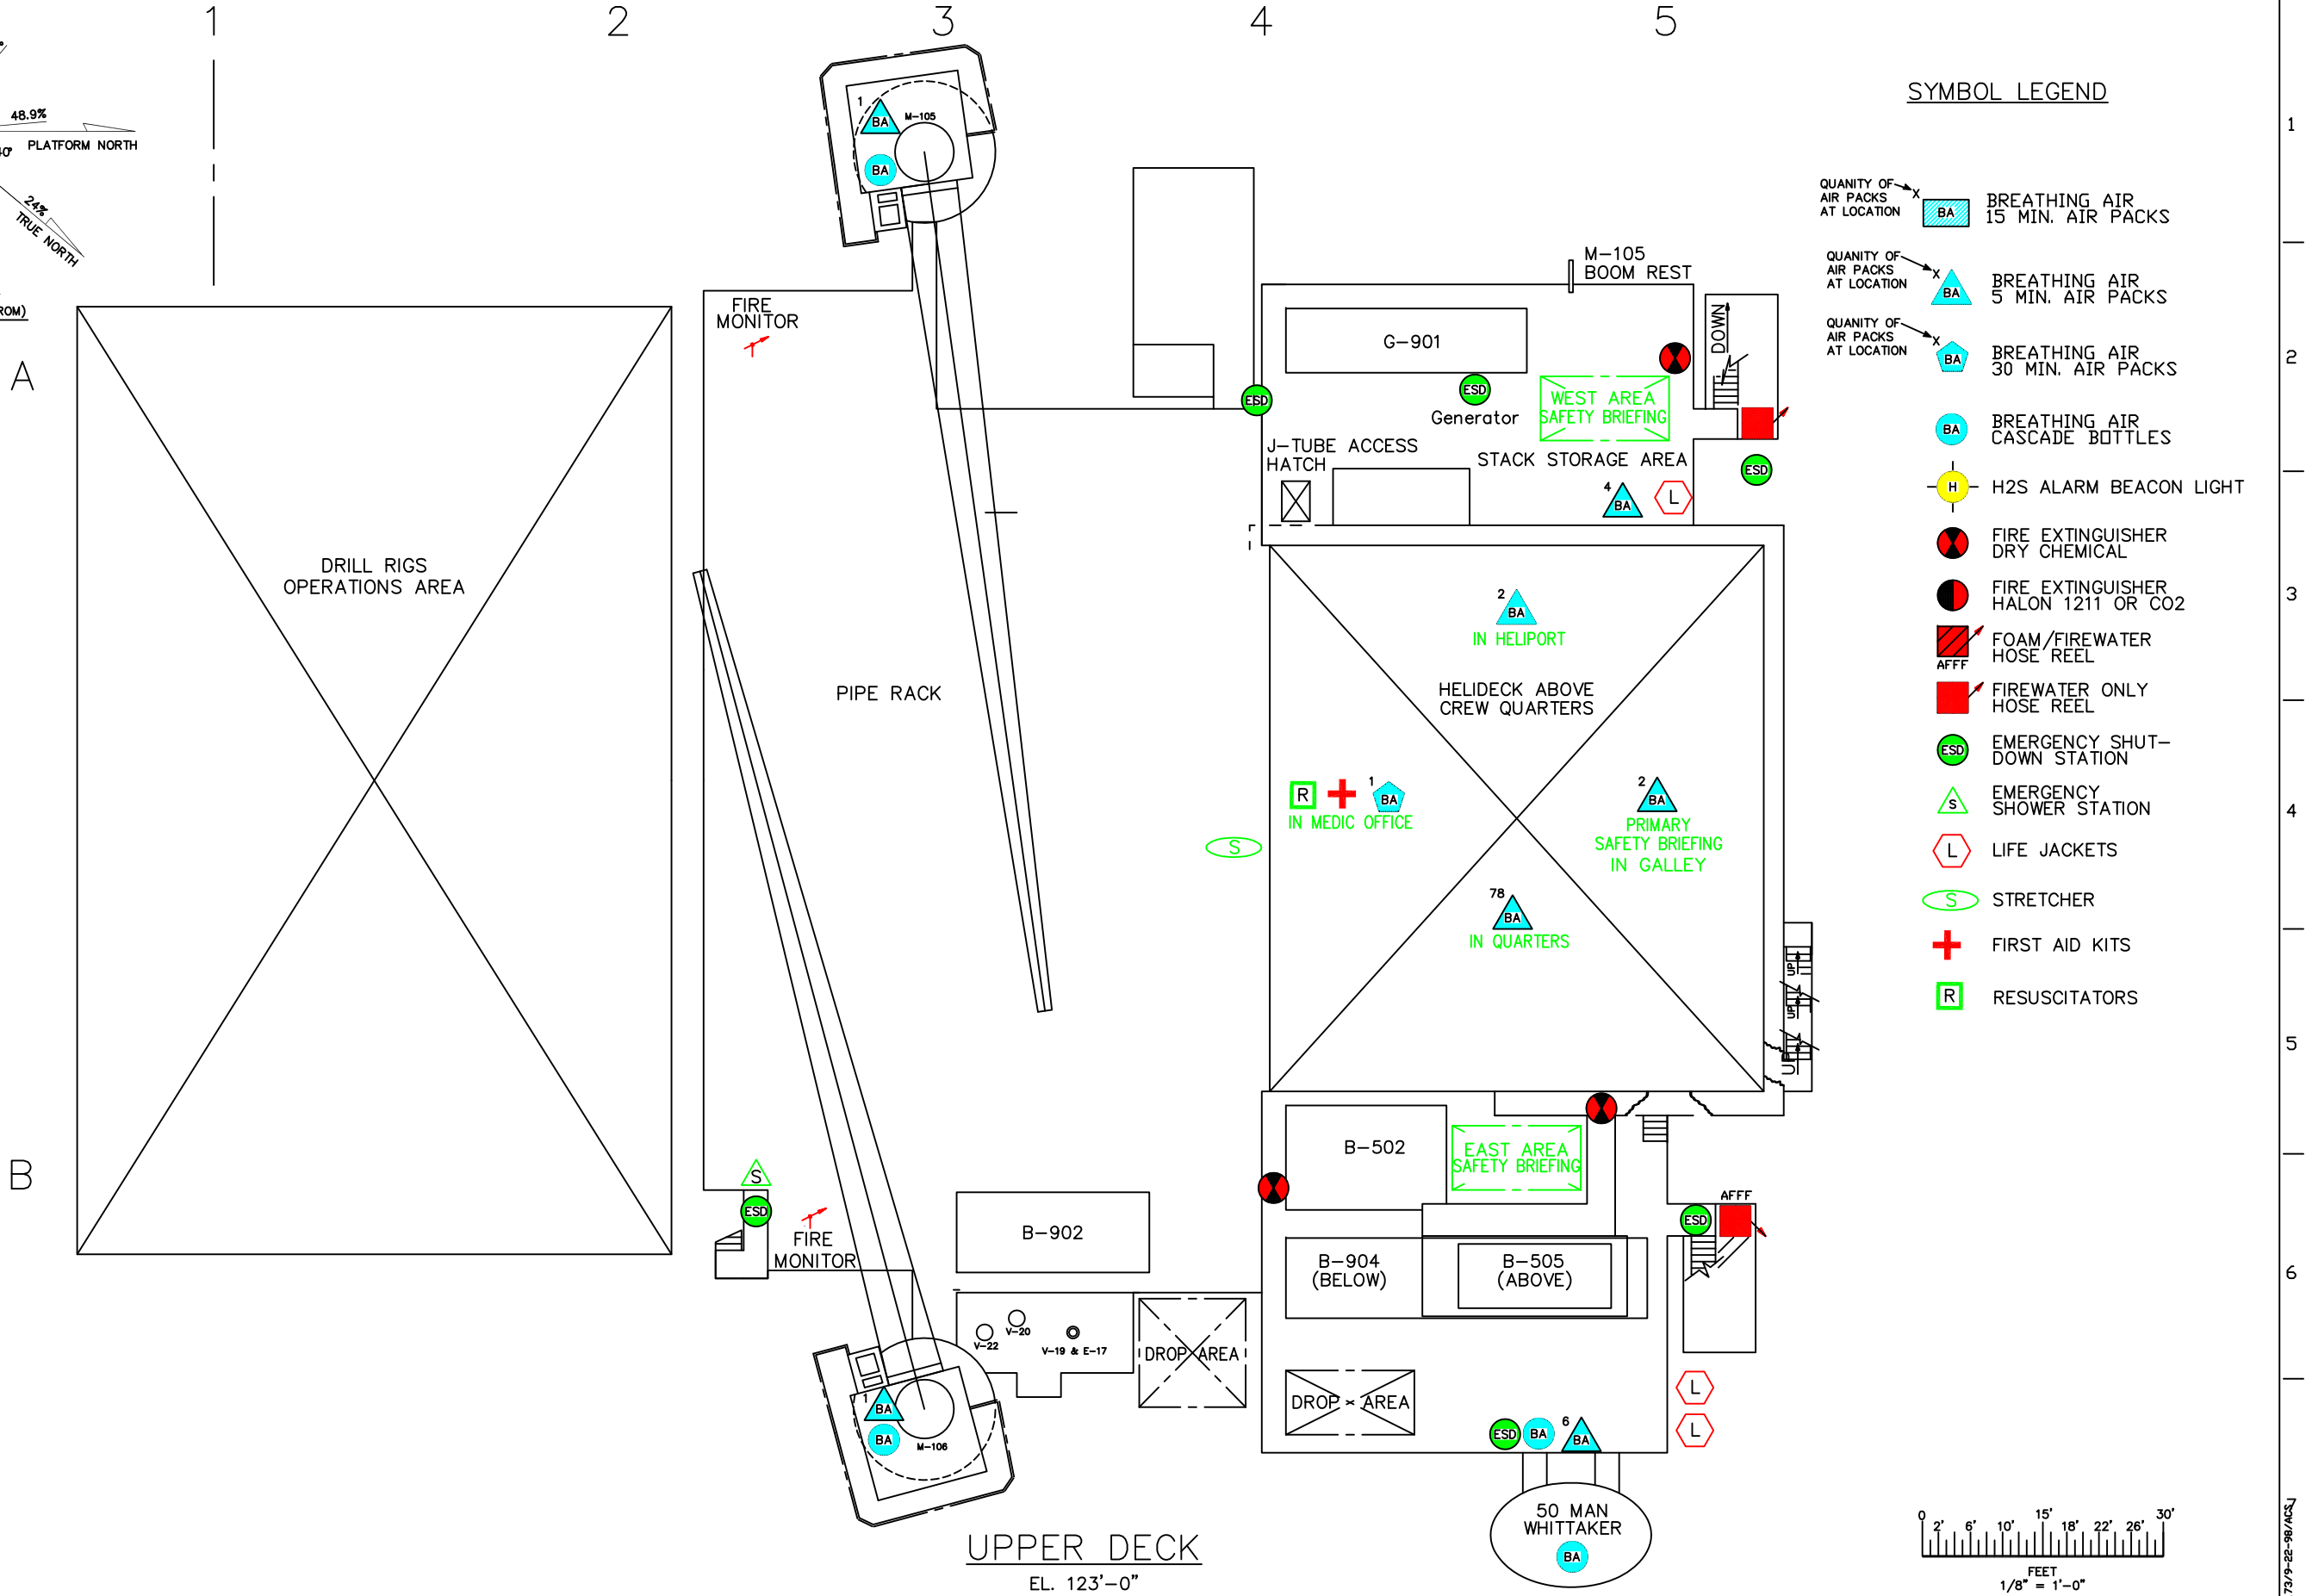 1
2
3
4
5
48.9%
PLATFORM NORTH
24%
TRUE NORTH
ROM)
A
B
1
2
3
4
5
6
7
DRILL RIGS
OPERATIONS AREA
FIRE
MONITOR
1
BA
M-105
BA
PIPE RACK
M-105
BOOM REST
G-901
DOWN
ESD
ESD
Generator
WEST AREA
SAFETY BRIEFING
J-TUBE ACCESS
HATCH
STACK STORAGE AREA
ESD
4
BA
L
2
BA
IN HELIPORT
HELIDECK ABOVE
CREW QUARTERS
R
1
BA
IN MEDIC OFFICE
2
BA
PRIMARY
SAFETY BRIEFING
IN GALLEY
S
78
BA
IN QUARTERS
UP
UP
UP
B-502
EAST AREA
SAFETY BRIEFING
S
ESD
FIRE
MONITOR
B-902
AFFF
ESD
B-904
(BELOW)
B-505
(ABOVE)
V-22
V-20
V-19 & E-17
DROP AREA
DROP AREA
L
L
1
BA
BA
M-106
ESD
BA
6
BA
50 MAN
WHITTAKER
BA
UPPER DECK
EL. 123'-0"
SYMBOL LEGEND
QUANITY OF
AIR PACKS
AT LOCATION
X
BA
BREATHING AIR
15 MIN. AIR PACKS
QUANITY OF
AIR PACKS
AT LOCATION
X
BA
BREATHING AIR
5 MIN. AIR PACKS
QUANITY OF
AIR PACKS
AT LOCATION
X
BA
BREATHING AIR
30 MIN. AIR PACKS
BA
BREATHING AIR
CASCADE BOTTLES
H
H2S ALARM BEACON LIGHT
FIRE EXTINGUISHER
DRY CHEMICAL
FIRE EXTINGUISHER
HALON 1211 OR CO2
AFFF
FOAM/FIREWATER
HOSE REEL
FIREWATER ONLY
HOSE REEL
ESD
EMERGENCY SHUT-
DOWN STATION
S
EMERGENCY
SHOWER STATION
L
LIFE JACKETS
S
STRETCHER
FIRST AID KITS
R
RESUSCITATORS
0 2' 6' 10' 15' 18' 22' 26' 30'
FEET
1/8" = 1'-0"
73/9-22-98/ACS